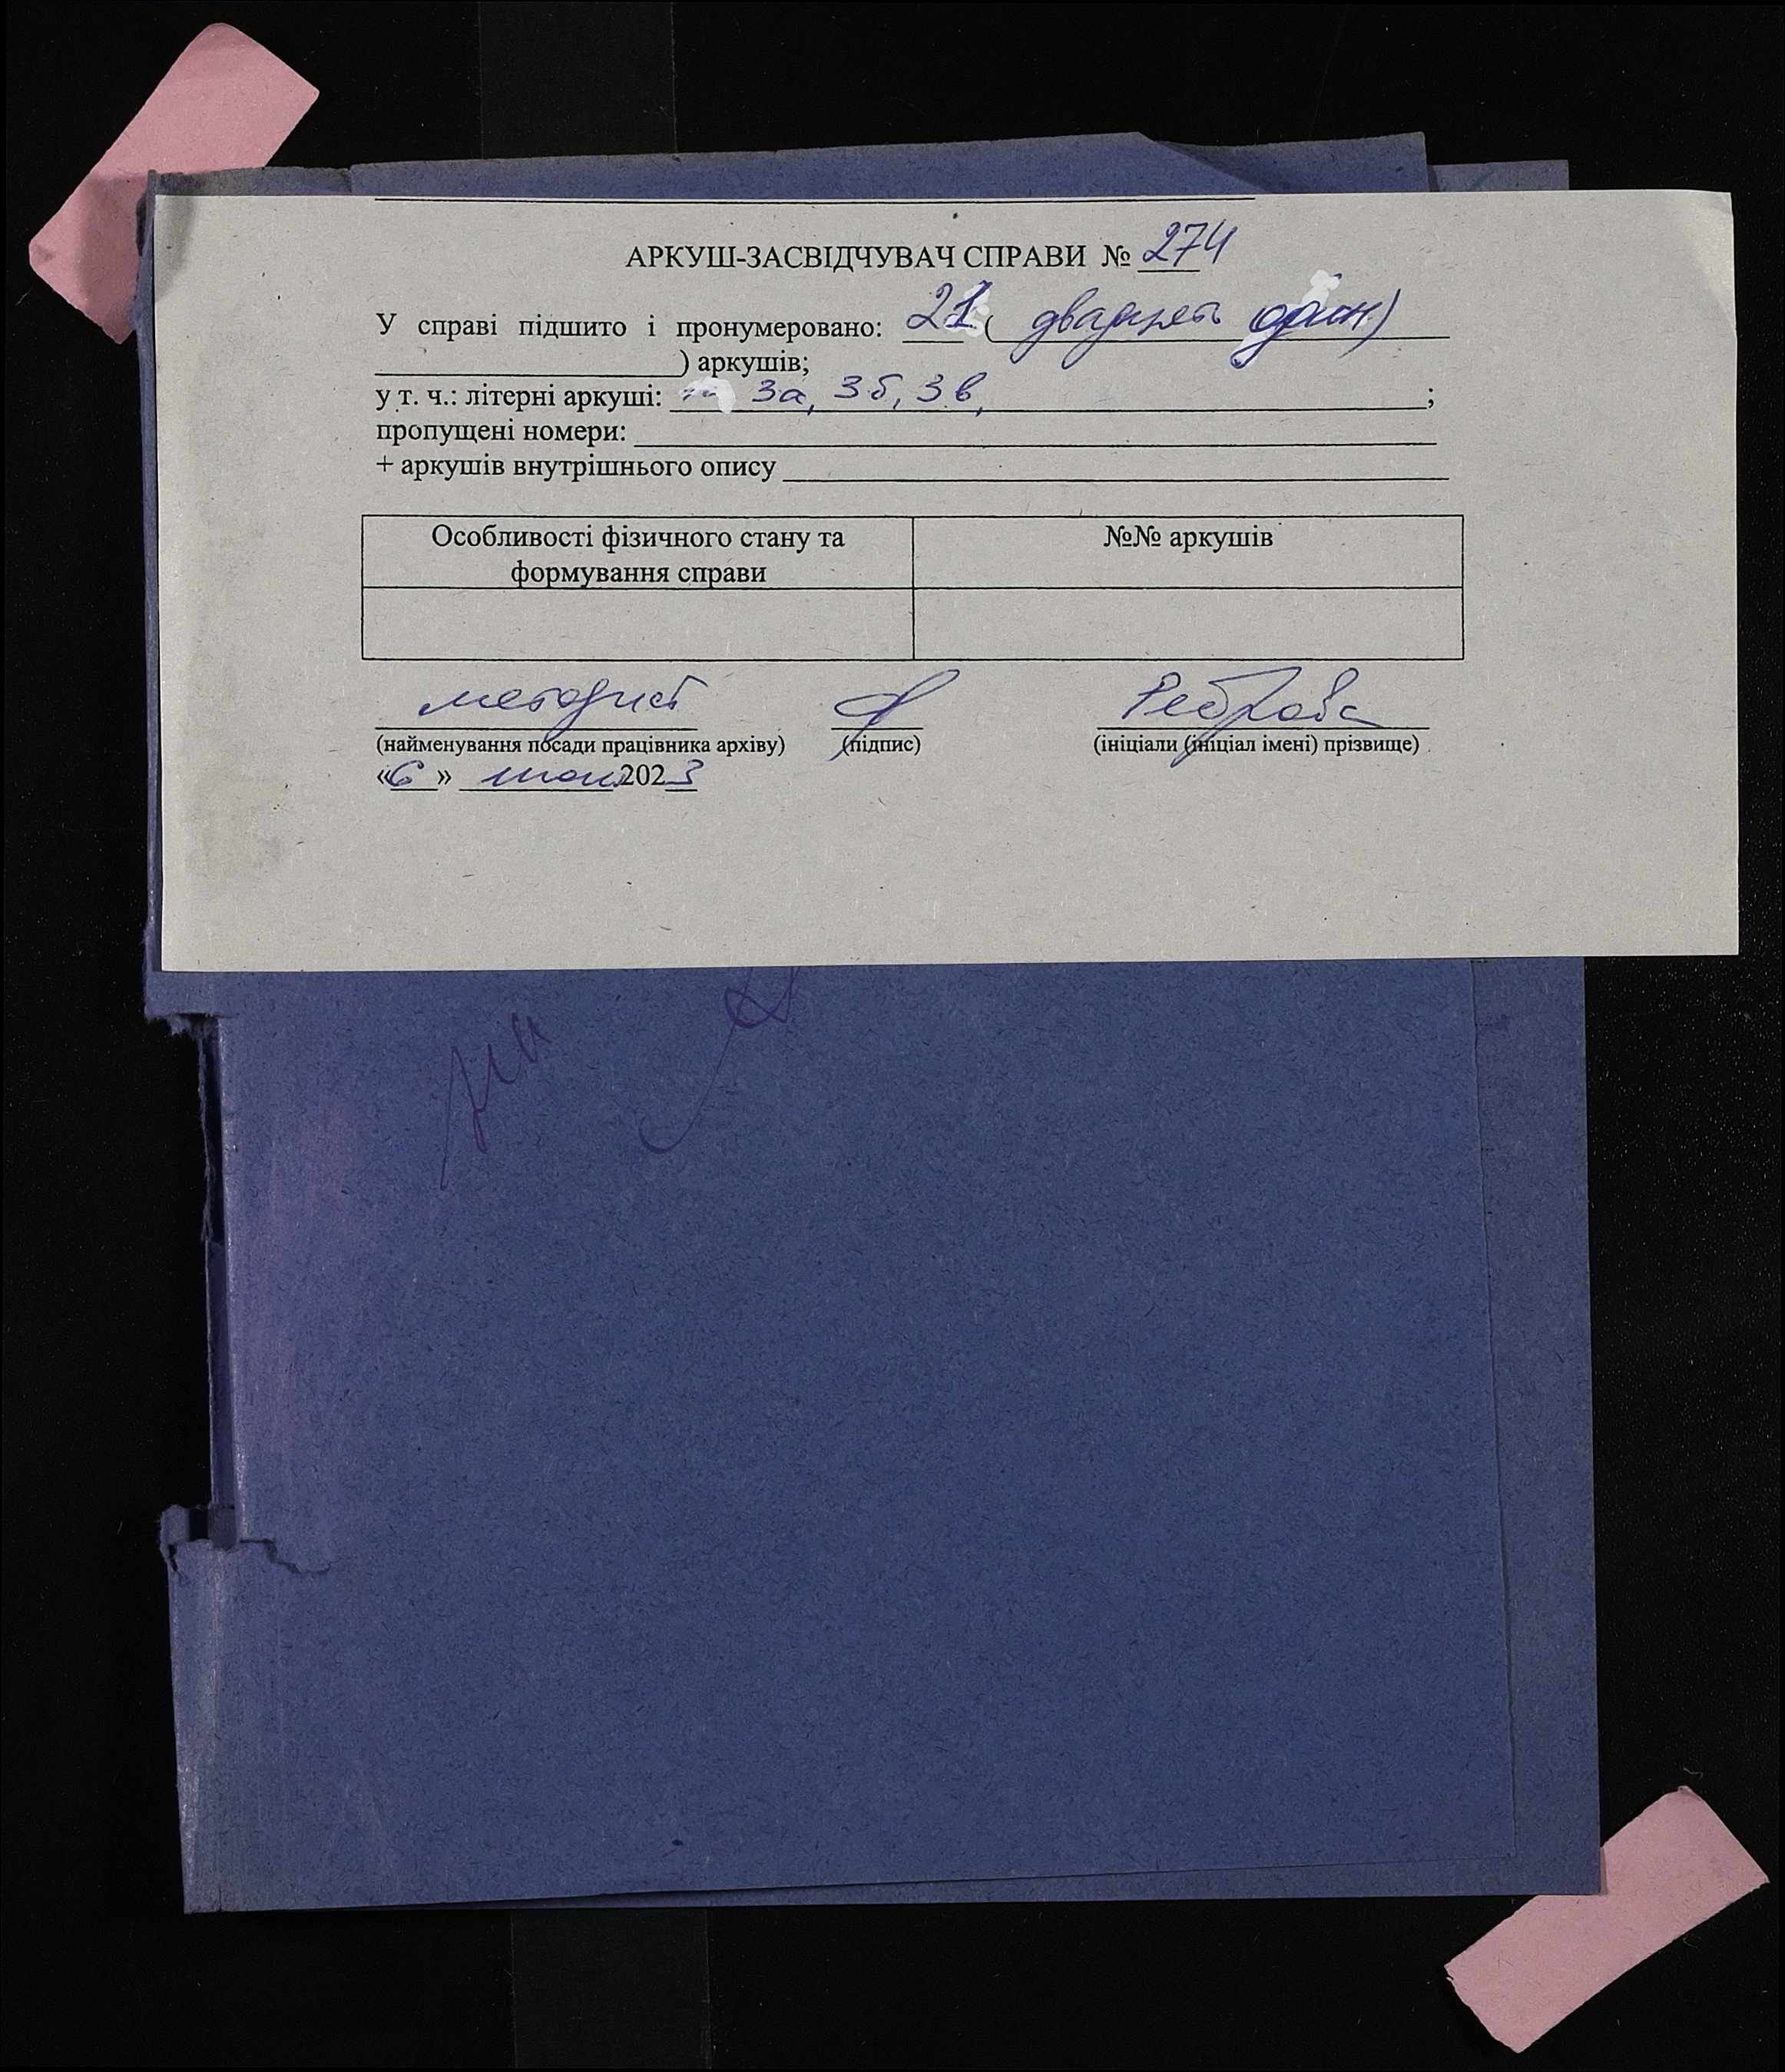 АРКУШ-ЗАСВІДЧУВАЧ СПРАВИ № 274
У справі підшито і пронумеровано: 21 ( двадцять один)
) аркушів;
у т. ч.: літерні аркуші: 3а, 3б, 3в,;
пропущені номери:
+ аркушів внутрішнього опису
Особливості фізичного стану та формування справи
№№ аркушів
методист
Реброва
(найменування посади працівника архіву) (підпис) (ініціали (ініціал імені) прізвище)
«6» 2023